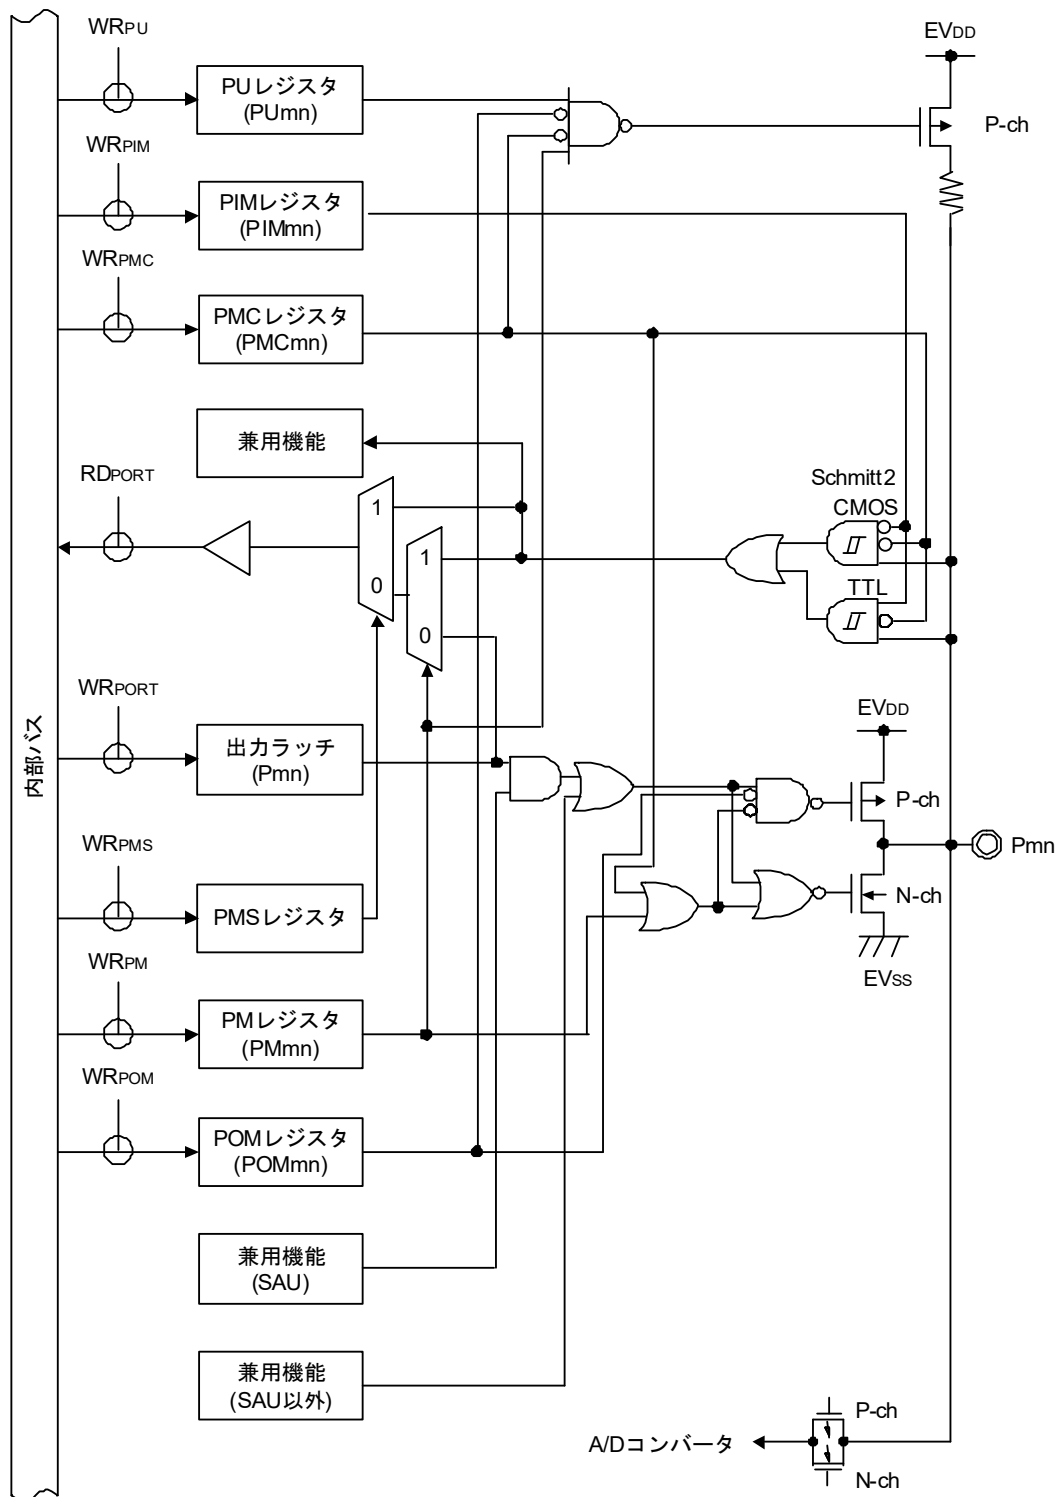 WRPU
PUレジスタ
(PUmn)
EVDD
P-ch
WRPIM
PIMレジスタ
(PIMmn)
WRPMC
PMCレジスタ
(PMCmn)
兼用機能
RDPORT
1
0
1
0
Schmitt2
CMOS
TTL
内部バス
WRPORT
出力ラッチ
(Pmn)
EVDD
P-ch
Pmn
N-ch
EVSS
WRPMS
PMSレジスタ
WRPM
PMレジスタ
(PMmn)
WRPOM
POMレジスタ
(POMmn)
兼用機能
(SAU)
兼用機能
(SAU以外)
P-ch
A/Dコンバータ
N-ch